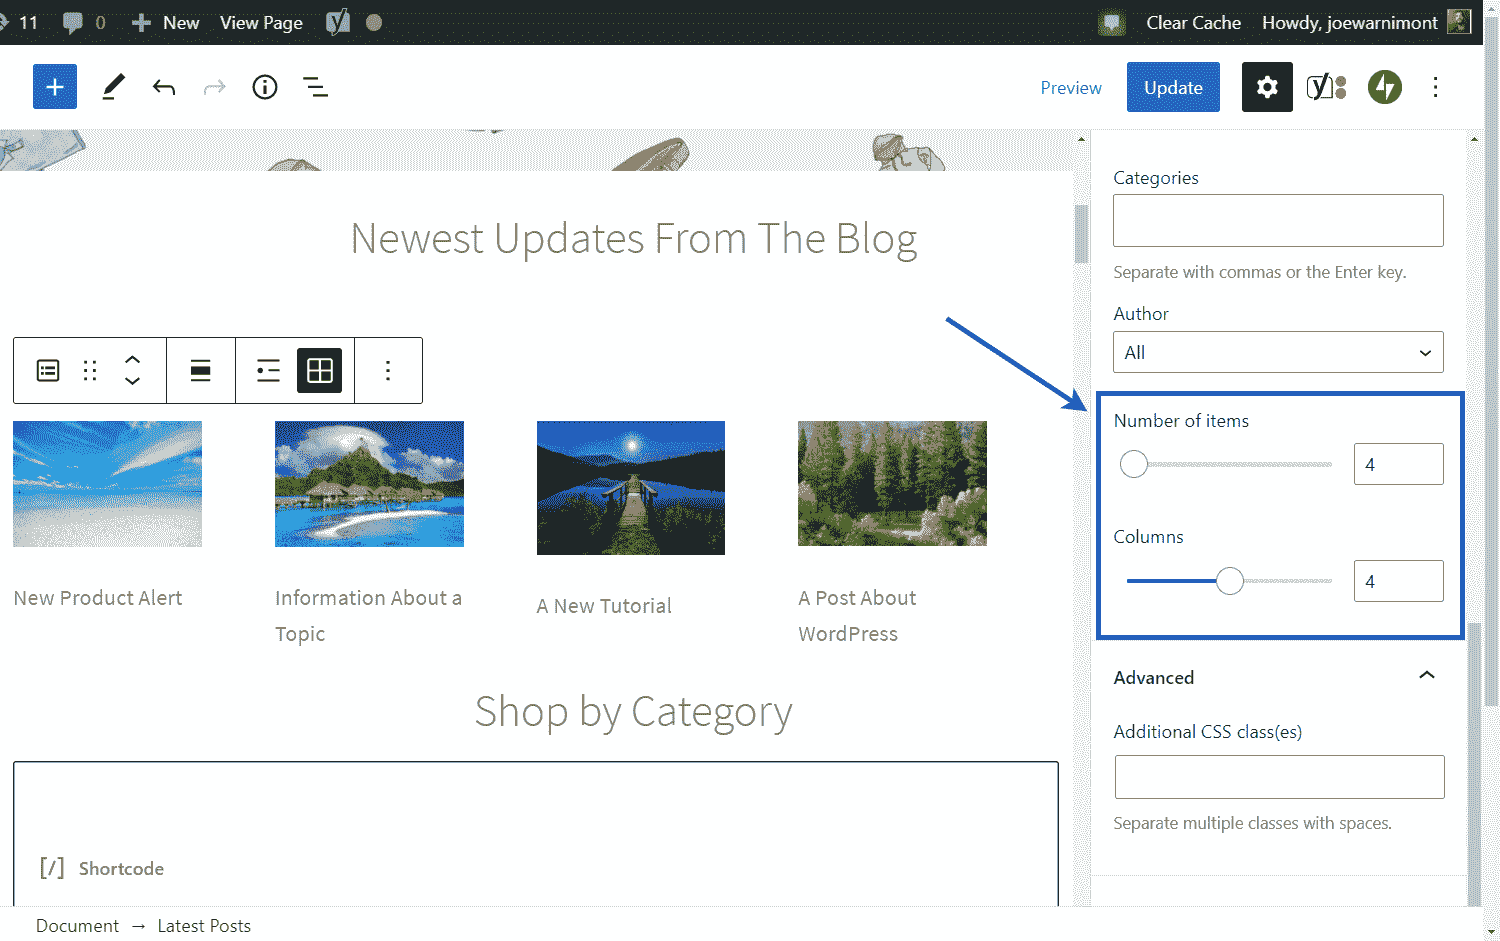 11 0 New View Page Clear Cache Howdy, joewarnimont
Preview Update
Newest Updates From The Blog
New Product Alert
Information About a
Topic
A New Tutorial
A Post About
WordPress
Shop by Category
[/] Shortcode
Document → Latest Posts
Categories
Separate with commas or the Enter key.
Author
All
Number of items
4
Columns
4
Advanced
Additional CSS class(es)
Separate multiple classes with spaces.